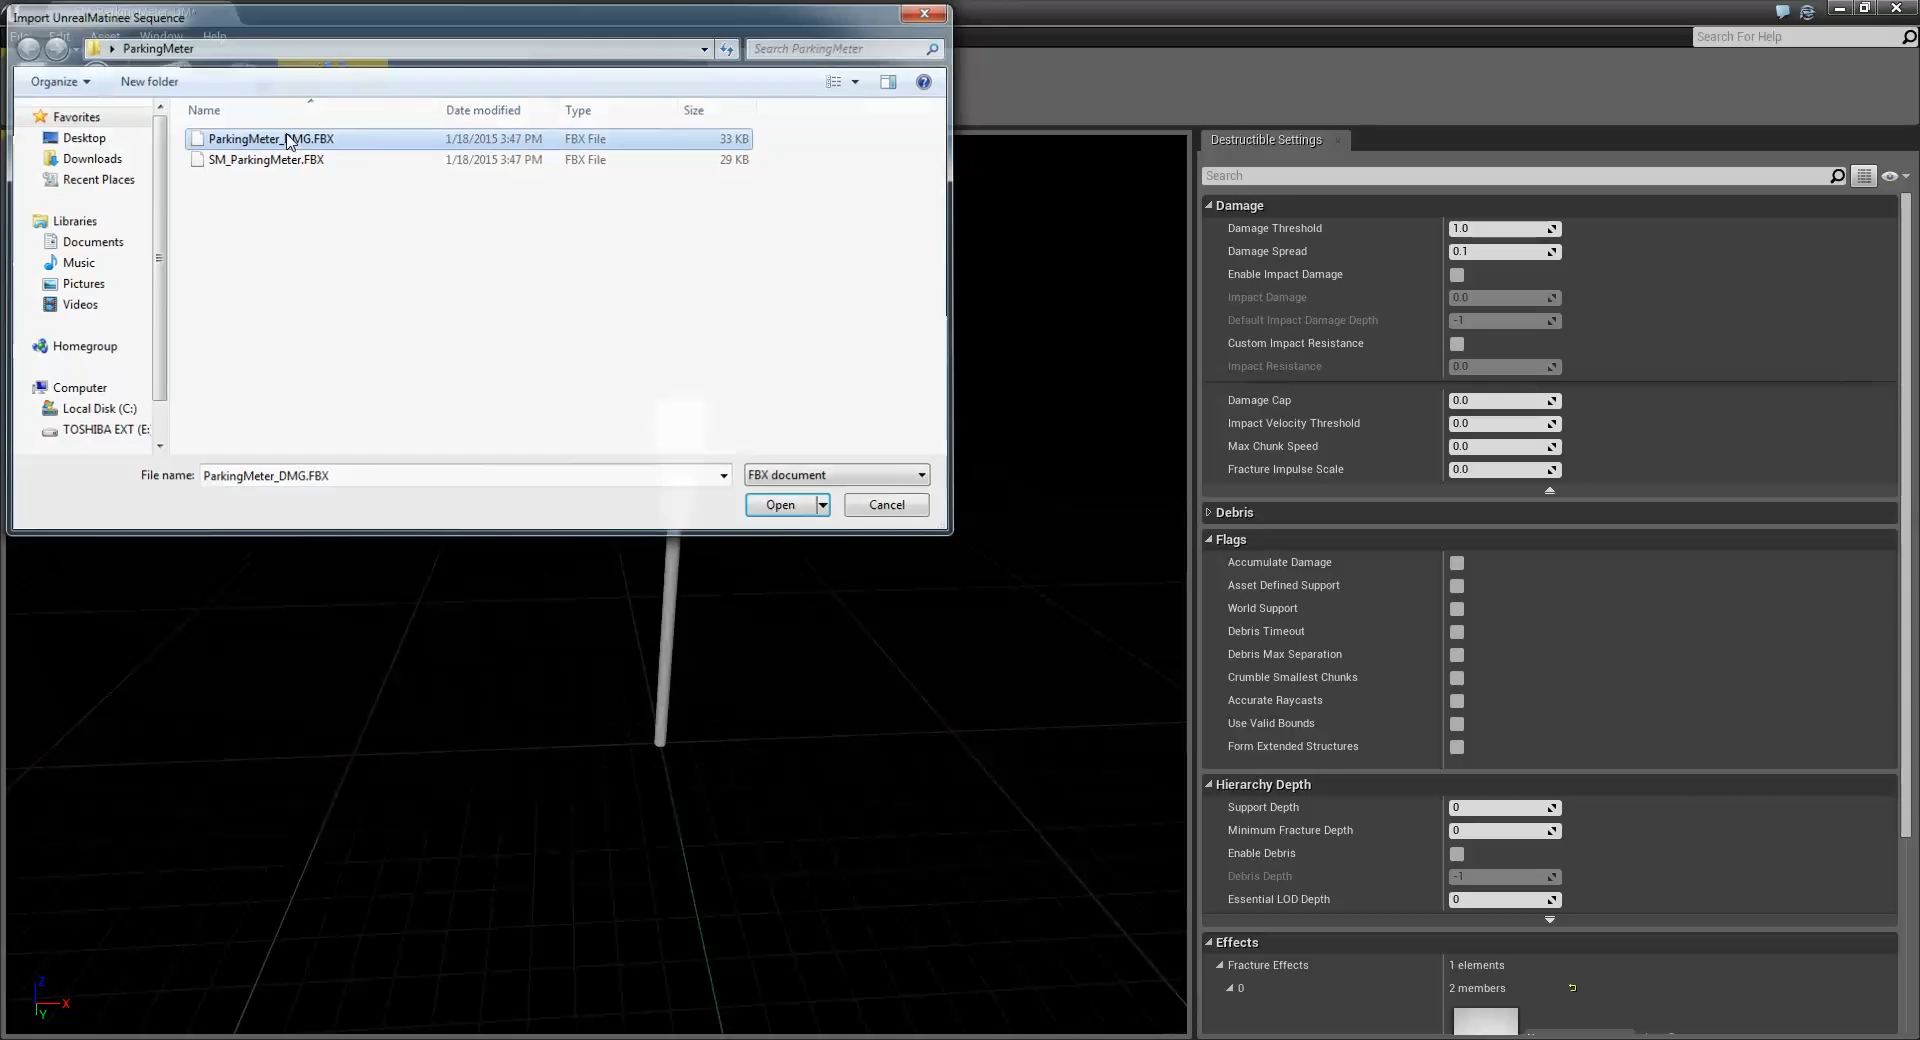 Import UnrealMatinee Sequence
File Edit Asset Window Help
ParkingMeter
Search ParkingMeter
Search For Help
Organize
New folder
Name
Date modified
Type
Size
Favorites
Desktop
Downloads
Recent Places
Libraries
Documents
Music
Pictures
Videos
Homegroup
Computer
Local Disk (C:)
TOSHIBA EXT (E:
ParkingMeter_DMG.FBX 1/18/2015 3:47 PM FBX File 33 KB
SM_ParkingMeter.FBX 1/18/2015 3:47 PM FBX File 29 KB
File name: ParkingMeter_DMG.FBX
FBX document
Open
Cancel
Destructible Settings
Search
Damage
Damage Threshold 1.0
Damage Spread 0.1
Enable Impact Damage
Impact Damage 0.0
Default Impact Damage Depth -1
Custom Impact Resistance
Impact Resistance 0.0
Damage Cap 0.0
Impact Velocity Threshold 0.0
Max Chunk Speed 0.0
Fracture Impulse Scale 0.0
Debris
Flags
Accumulate Damage
Asset Defined Support
World Support
Debris Timeout
Debris Max Separation
Crumble Smallest Chunks
Accurate Raycasts
Use Valid Bounds
Form Extended Structures
Hierarchy Depth
Support Depth 0
Minimum Fracture Depth 0
Enable Debris
Debris Depth -1
Essential LOD Depth 0
Effects
Fracture Effects 1 elements
0 2 members
Z
X
Y